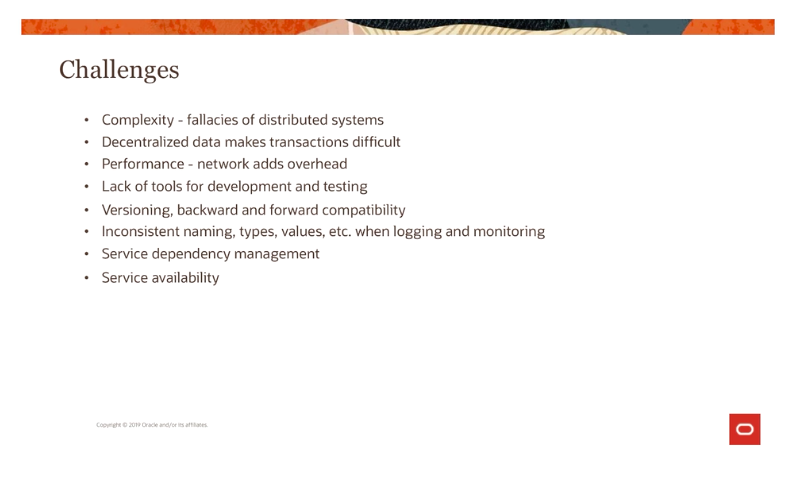 Challenges
• Complexity - fallacies of distributed systems
• Decentralized data makes transactions difficult
• Performance - network adds overhead
• Lack of tools for development and testing
• Versioning, backward and forward compatibility
• Inconsistent naming, types, values, etc. when logging and monitoring
• Service dependency management
• Service availability
Copyright © 2019 Oracle and/or its affiliates.